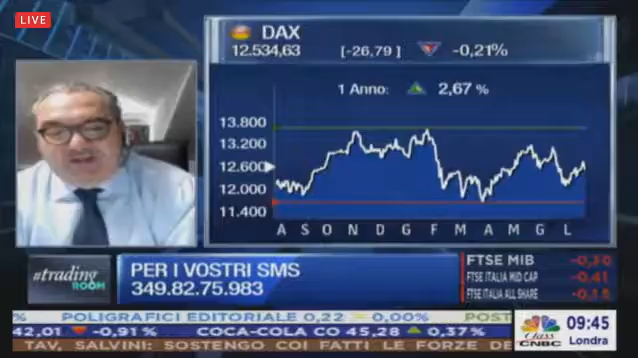 LIVE
DAX
12.534,63 [-26,79] -0,21%
1 Anno: 2,67 %
13.800
13.200
12.600
12.000
11.400
A S O N D G F M A M G L
#trading
ROOM
PER I VOSTRI SMS
349.82.75.983
FTSE MIB
FTSE ITALIA MID CAP -0,41
FTSE ITALIA ALL SHARE
% POLIGRAFICI EDITORIALE 0,22 = 0,00% POST
42,01 -0,91 % COCA-COLA CO 45,28 0,37 %
TAV, SALVINI: SOSTENGO COI FATTI LE FORZE DE
CLASS
CNBC
09:45
Londra